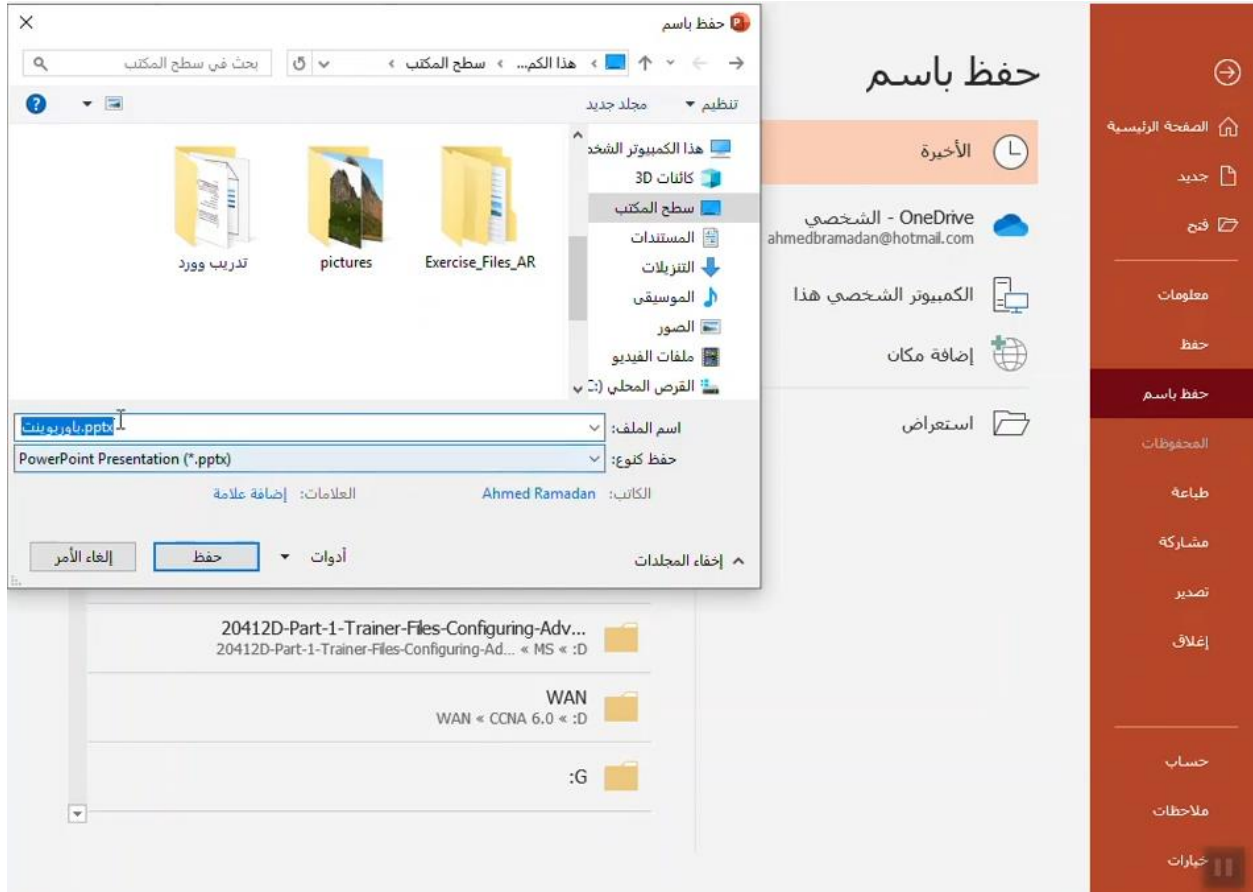 حفظ باسم
هذا الكم... › سطح المكتب
بحث في سطح المكتب
تنظيم
مجلد جديد
هذا الكمبيوتر الشخص
كائنات 3D
سطح المكتب
المستندات
التنزيلات
الموسيقى
الصور
ملفات الفيديو
القرص المحلي (C:
Exercise_Files_AR
pictures
تدريب وورد
اسم الملف:
باوربوينت.pptx
حفظ كنوع:
PowerPoint Presentation (*.pptx)
الكاتب: Ahmed Ramadan
العلامات: إضافة علامة
إخفاء المجلدات
أدوات
حفظ
إلغاء الأمر
الصفحة الرئيسية
جديد
فتح
معلومات
حفظ
حفظ باسم
المحفوظات
طباعة
مشاركة
تصدير
إغلاق
حساب
ملاحظات
خيارات
حفظ باسم
الأخيرة
OneDrive - الشخصي
ahmedbramadan@hotmail.com
الكمبيوتر الشخصي هذا
إضافة مكان
استعراض
20412D-Part-1-Trainer-Files-Configuring-Adv...
20412D-Part-1-Trainer-Files-Configuring-Ad... « MS « :D
WAN
WAN « CCNA 6.0 « :D
:G